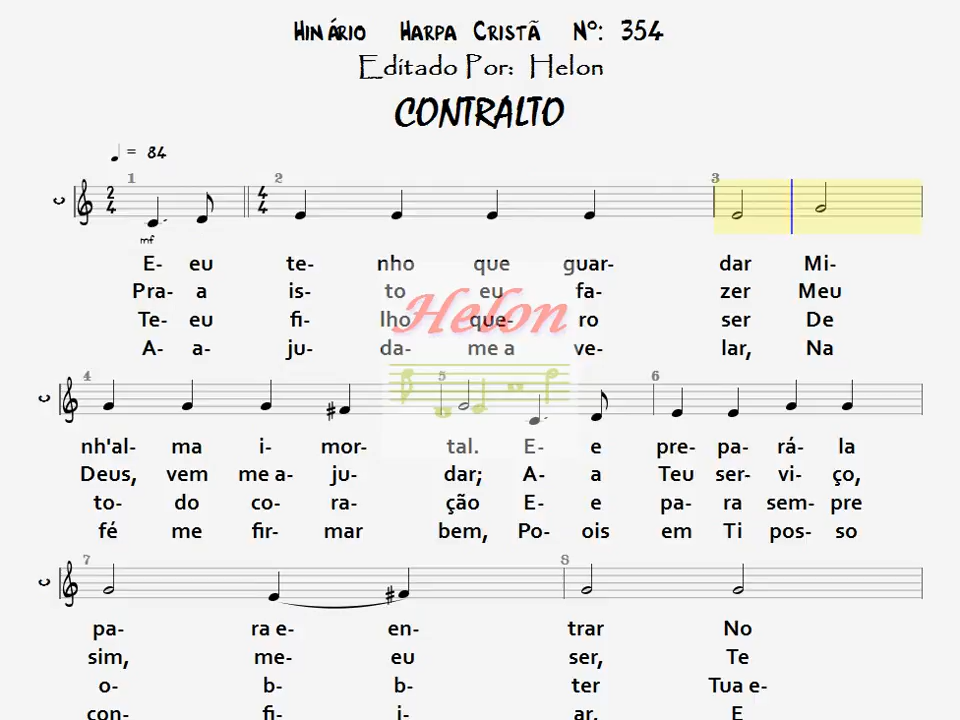 Hinário Harpa Cristã Nº: 354
Editado Por: Helon
CONTRALTO
= 84
1 2 3
2 4 4 4
C
mf
E- eu te- nho que guar- dar Mi-
Pra- a is- to eu fa- zer Meu
Te- eu fi- lho que- ro ser De
A- a- ju- da- me a ve- lar, Na
Helon
4 5 6
C
nh'al- ma i- mor- tal. E- e pre- pa- rá- la
Deus, vem me a- ju- dar; A- a Teu ser- vi- ço,
to- do co- ra- ção E- e pa- ra sem- pre
fé me fir- mar bem, Po- ois em Ti pos- so
7 8
C
pa- ra e- en- trar No
sim, me- eu ser, Te
o- b- b- ter Tua e-
con- fi- i- ar, E